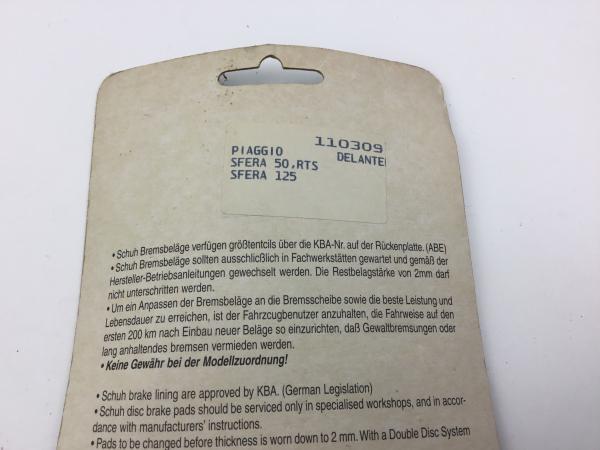 110309
PIAGGIO DELANTE
SFERA 50,RTS
SFERA 125
• Schuh Bremsbeläge verfügen größtentcils über die KBA-Nr. auf der Rückenplatte. (ABE)
• Schuh Bremsbeläge sollten ausschlicßlich in Fachwerkstätten gewartet und gemäß der
Hersteller-Betriebsanleitungen gewechselt werden. Die Restbelagstärke von 2mm darf
nicht unterschritten werden.
• Um ein Anpassen der Bremsbeläge an die Bremsscheibe sowie die beste Leistung und
Lebensdauer zu erreichen, ist der Fahrzcugbenutzer anzuhalten, die Fahrweise auf den
ersten 200 km nach Einbau neuer Beläge so einzurichten, daß Gewaltbremsungen oder
lang anhaltendes bremsen vermieden werden.
• Keine Gewähr bei der Modellzuordnung!
• Schuh brake lining are approved by KBA. (German Legislation)
• Schuh disc brake pads should be serviced only in specialised workshops, and in accor-
dance with manufacturers' instructions.
• Pads to be changed before thickness is worn down to 2 mm. With a Double Disc System